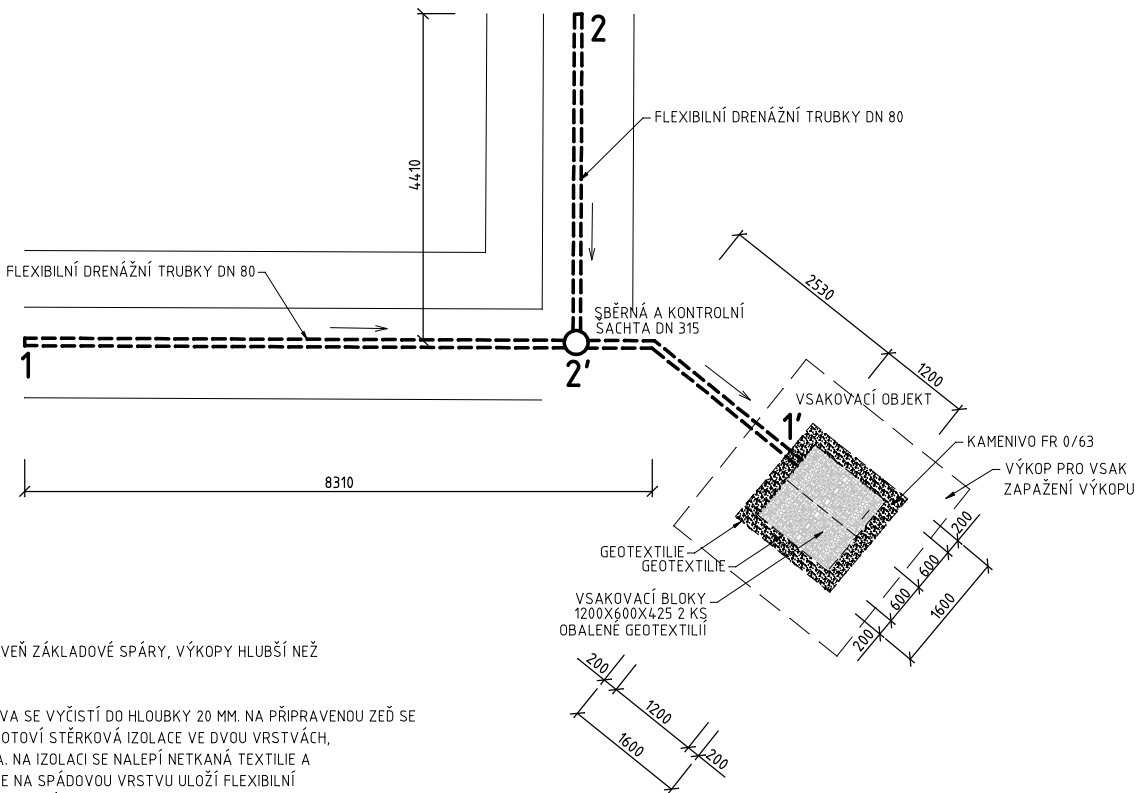 2
FLEXIBILNÍ DRENÁŽNÍ TRUBKY DN 80
4410
FLEXIBILNÍ DRENÁŽNÍ TRUBKY DN 80
2530
SBĚRNÁ A KONTROLNÍ
ŠACHTA DN 315
1
2'
1200
VSAKOVACÍ OBJEKT
1'
KAMENIVO FR 0/63
VÝKOP PRO VSAK
ZAPAŽENÍ VÝKOPU
8310
200
600
600
200
1600
GEOTEXTILIE
GEOTEXTILIE
VSAKOVACÍ BLOKY
1200X600X425 2 KS
OBALENÉ GEOTEXTILIÍ
200
1200
200
1600
VEŇ ZÁKLADOVÉ SPÁRY, VÝKOPY HLUBŠÍ NEŽ
VA SE VYČISTÍ DO HLOUBKY 20 MM. NA PŘIPRAVENOU ZEĎ SE
OTOVÍ STĚRKOVÁ IZOLACE VE DVOU VRSTVÁCH,
A. NA IZOLACI SE NALEPÍ NETKANÁ TEXTILIE A
E NA SPÁDOVOU VRSTVU ULOŽÍ FLEXIBILNÍ